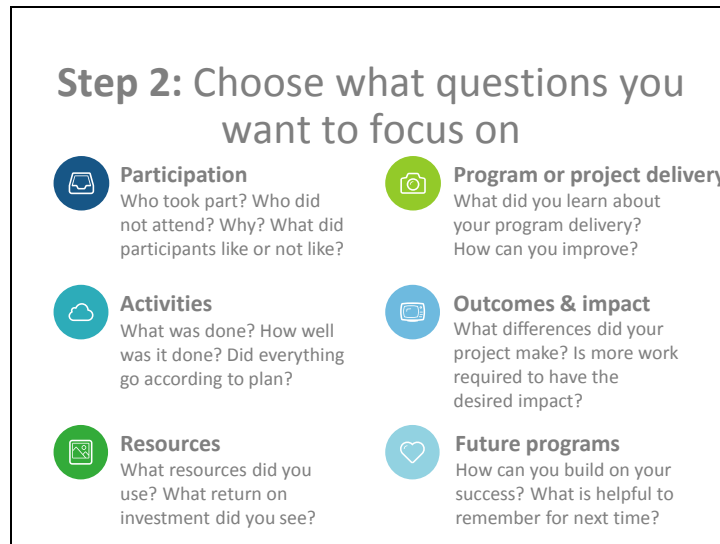 Step 2: Choose what questions you
want to focus on
Participation
Who took part? Who did
not attend? Why? What did
participants like or not like?
Program or project delivery
What did you learn about
your program delivery?
How can you improve?
Activities
What was done? How well
was it done? Did everything
go according to plan?
Outcomes & impact
What differences did your
project make? Is more work
required to have the
desired impact?
Resources
What resources did you
use? What return on
investment did you see?
Future programs
How can you build on your
success? What is helpful to
remember for next time?